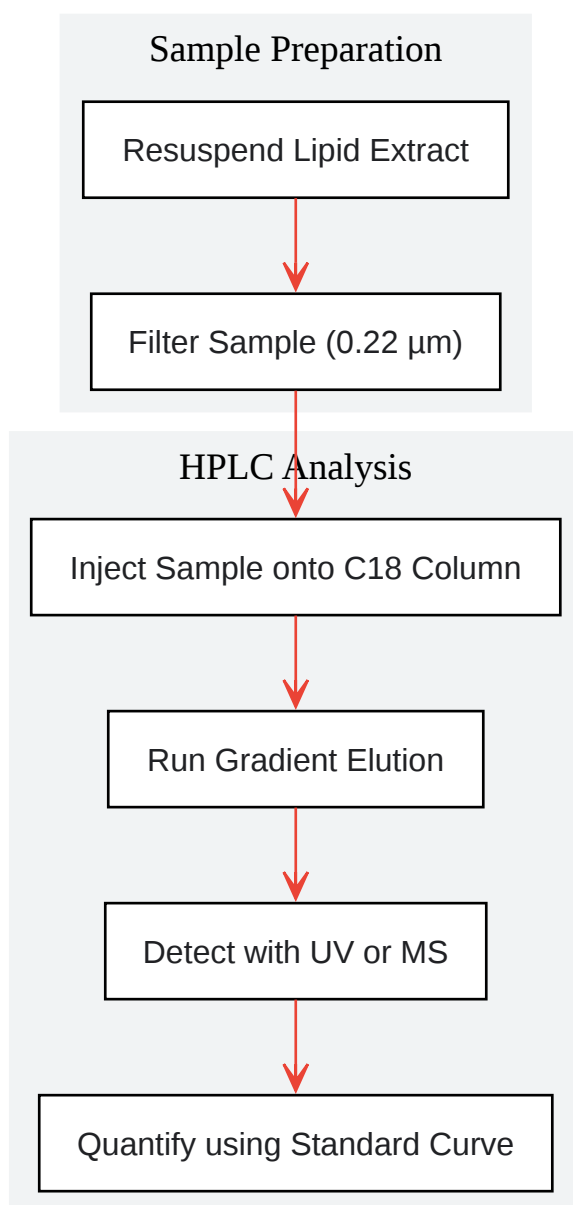 Sample Preparation
Resuspend Lipid Extract
Filter Sample (0.22 µm)
HPLC Analysis
Inject Sample onto C18 Column
Run Gradient Elution
Detect with UV or MS
Quantify using Standard Curve